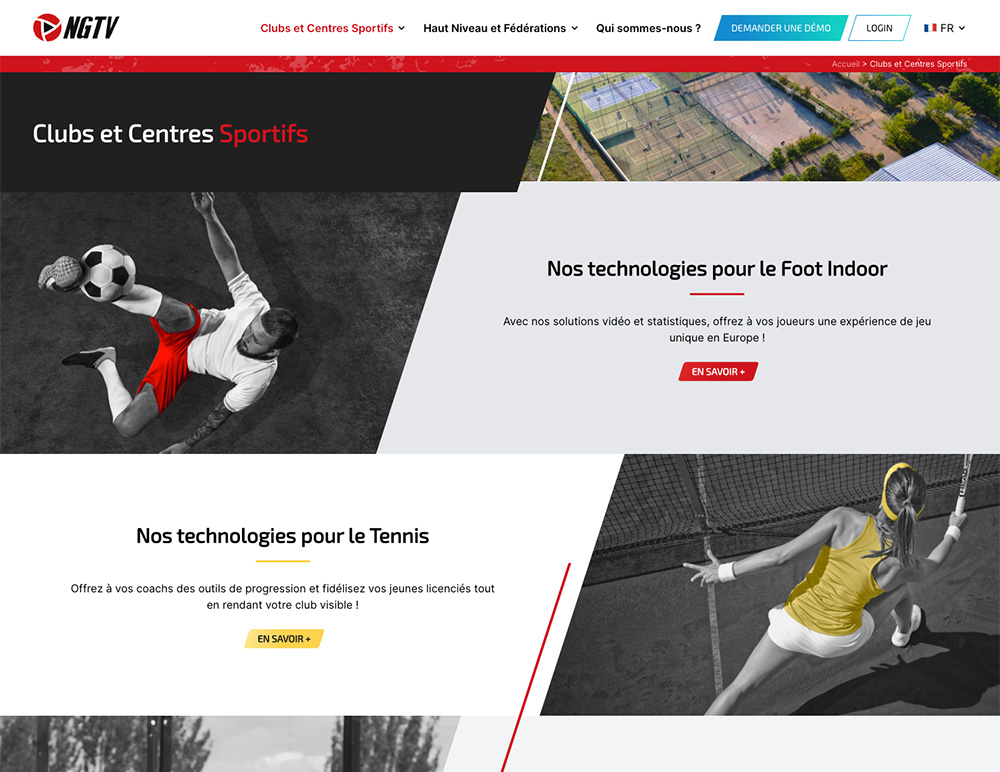 NGTV
Clubs et Centres Sportifs
Haut Niveau et Fédérations
Qui sommes-nous ?
DEMANDER UNE DÉMO
LOGIN
FR
Accueil > Clubs et Centres Sportifs
Clubs et Centres Sportifs
Nos technologies pour le Foot Indoor
Avec nos solutions vidéo et statistiques, offrez à vos joueurs une expérience de jeu
unique en Europe !
EN SAVOIR +
Nos technologies pour le Tennis
Offrez à vos coachs des outils de progression et fidélisez vos jeunes licenciés tout
en rendant votre club visible !
EN SAVOIR +